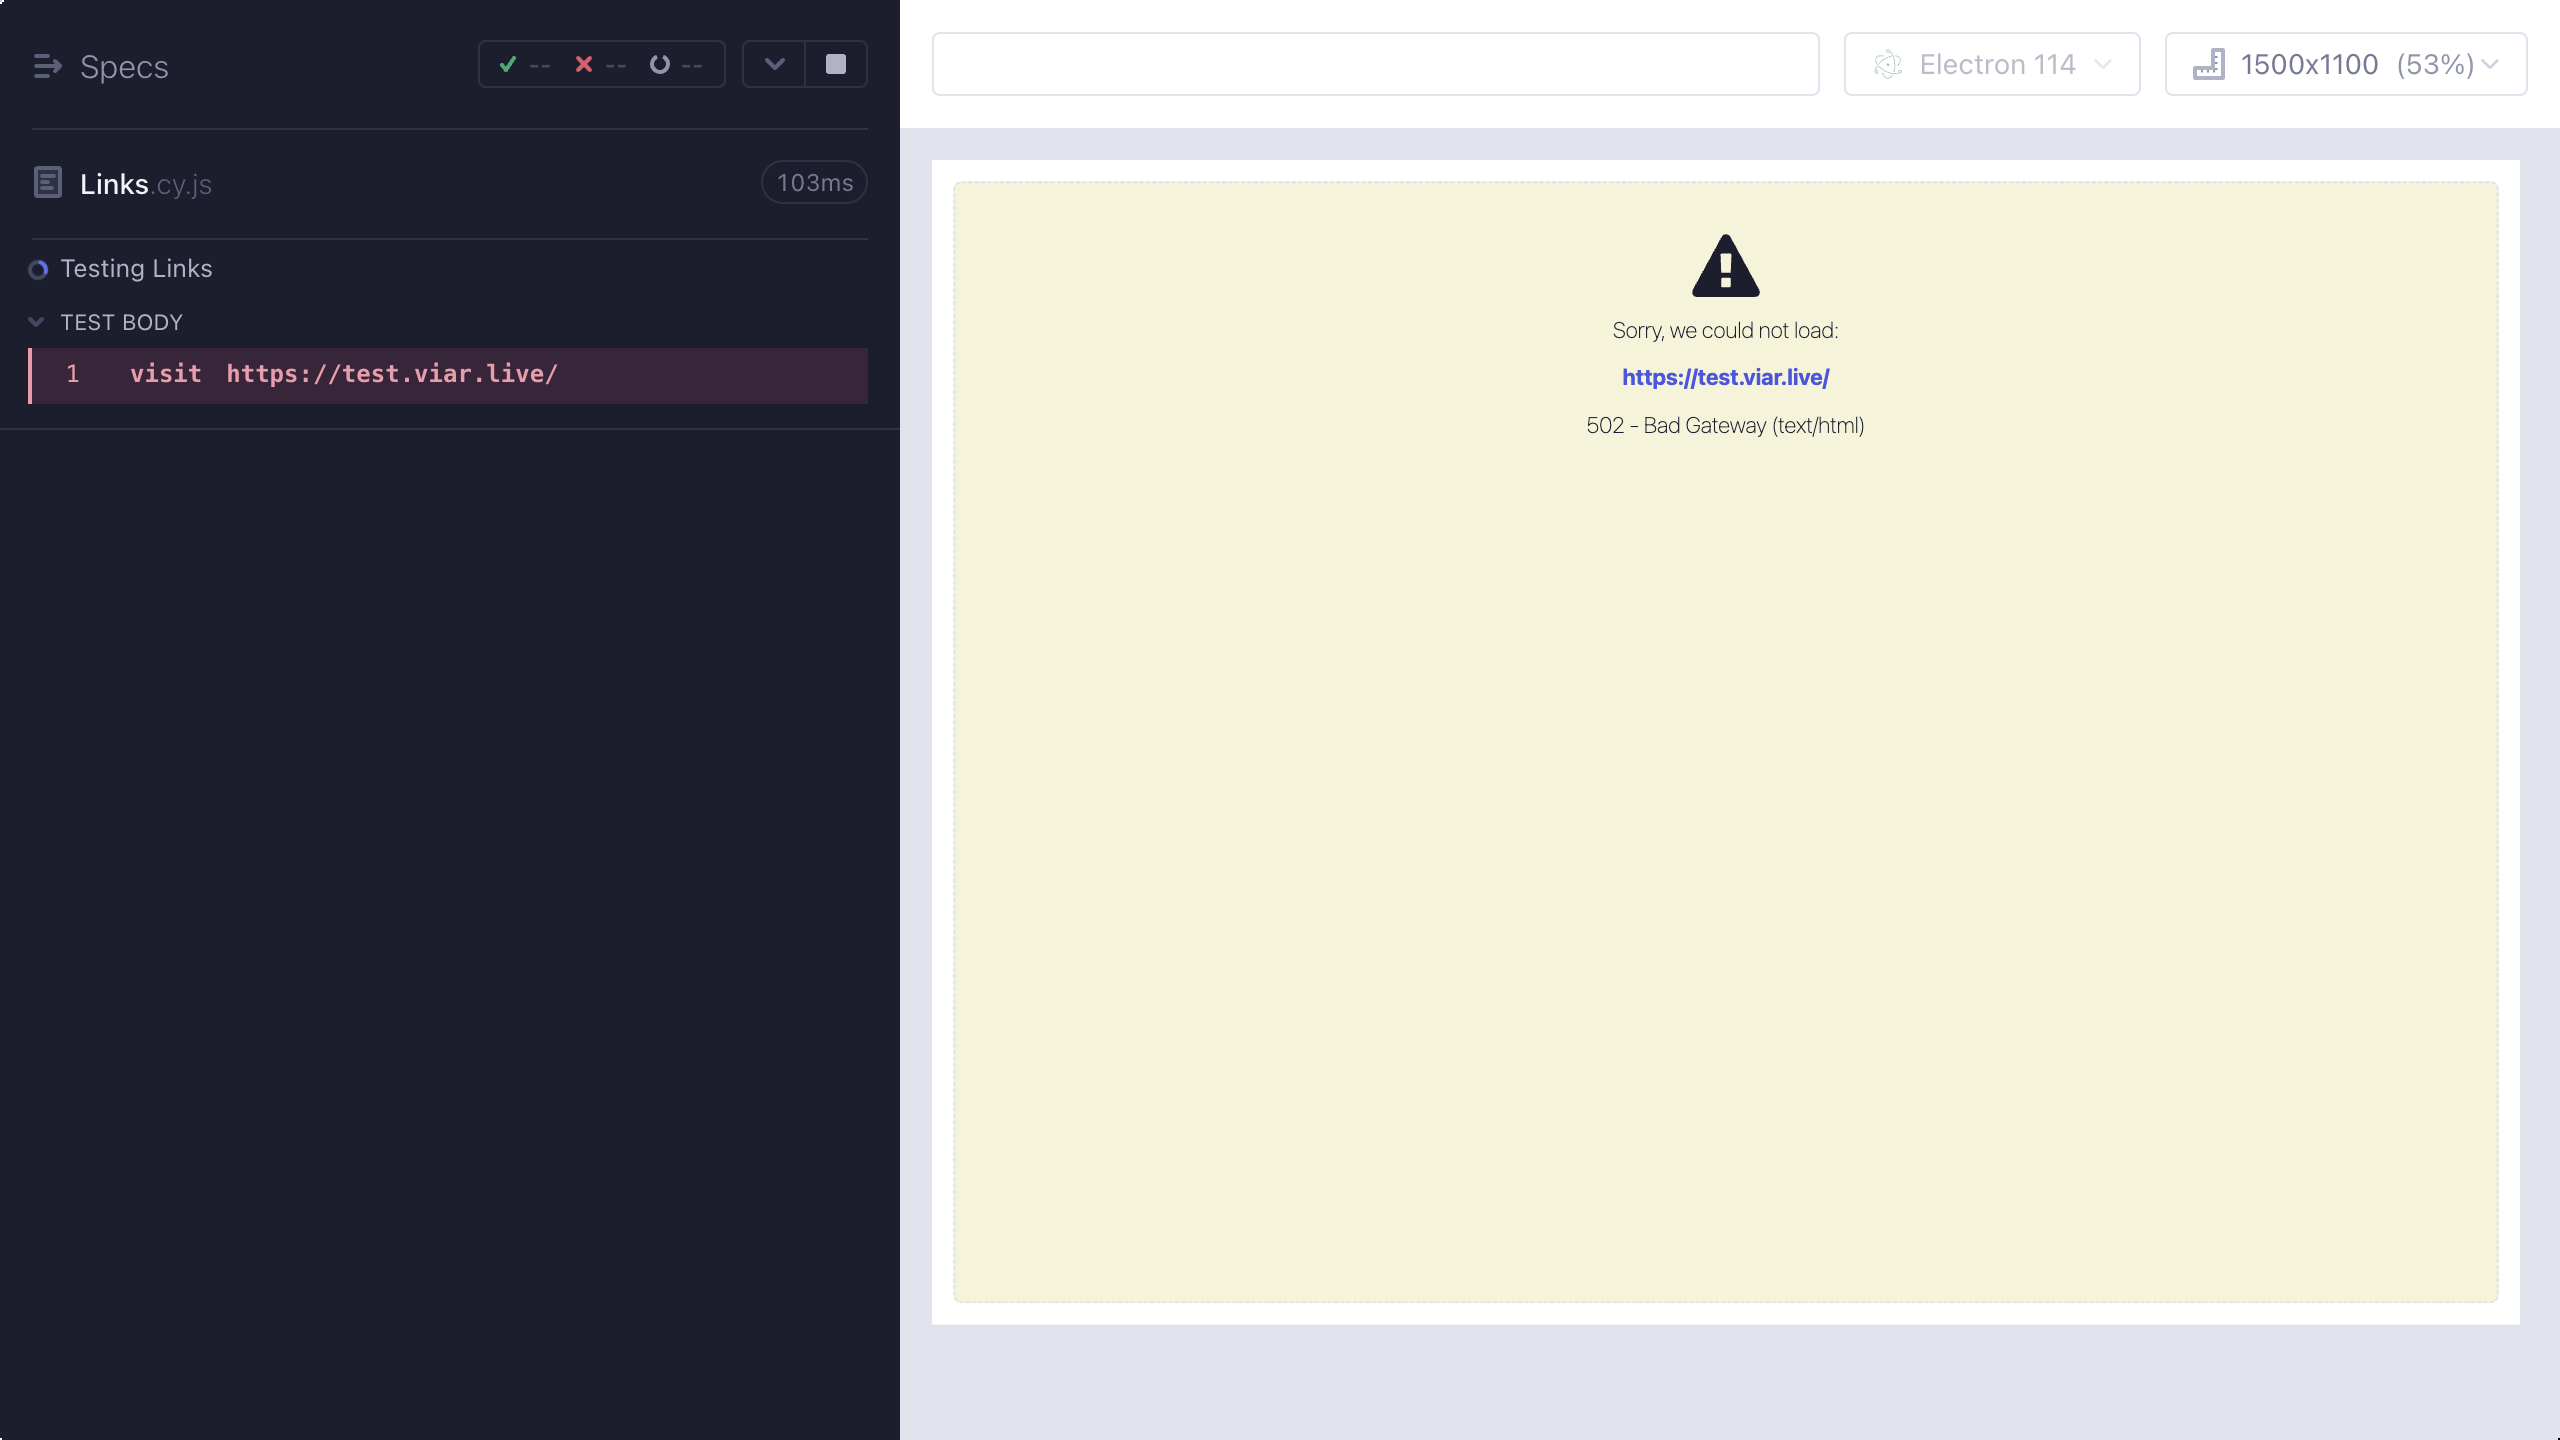 Specs
-- -- --
Links.cy.js
103ms
Testing Links
TEST BODY
1 visit https://test.viar.live/
Electron 114
1500x1100 (53%)
Sorry, we could not load:
https://test.viar.live/
502 - Bad Gateway (text/html)